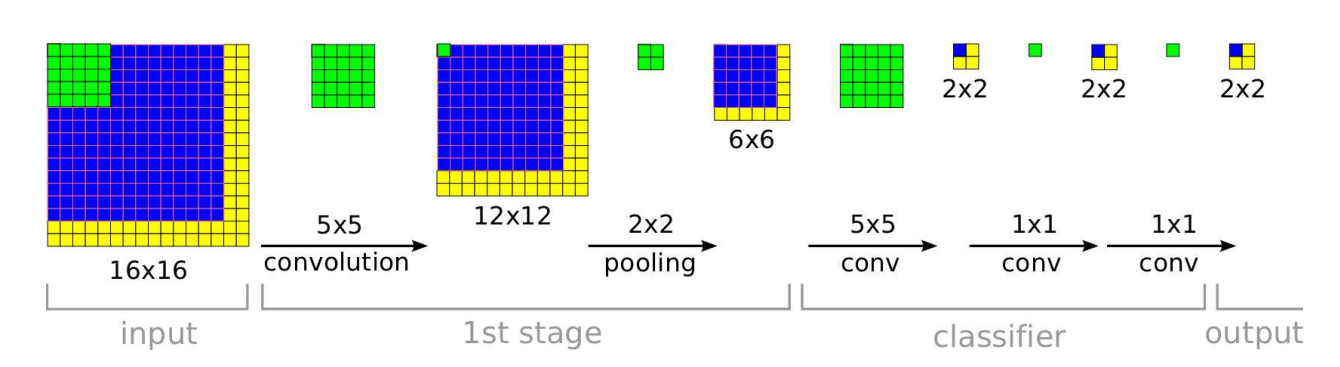 2x2 2x2 2x2
6x6
12x12
5x5 2x2 5x5 1x1 1x1
convolution pooling conv conv conv
16x16
input 1st stage classifier output